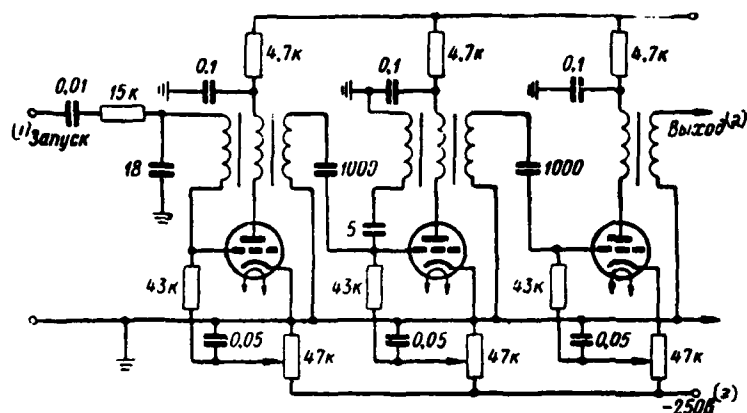 4,7к
4,7к
4,7к
0,1
0,1
0,1
0,01
15к
(1) Запуск
18
1000
1000
Выход (2)
5
43к
43к
43к
0,05
47к
0,05
47к
0,05
47к
-250в (3)